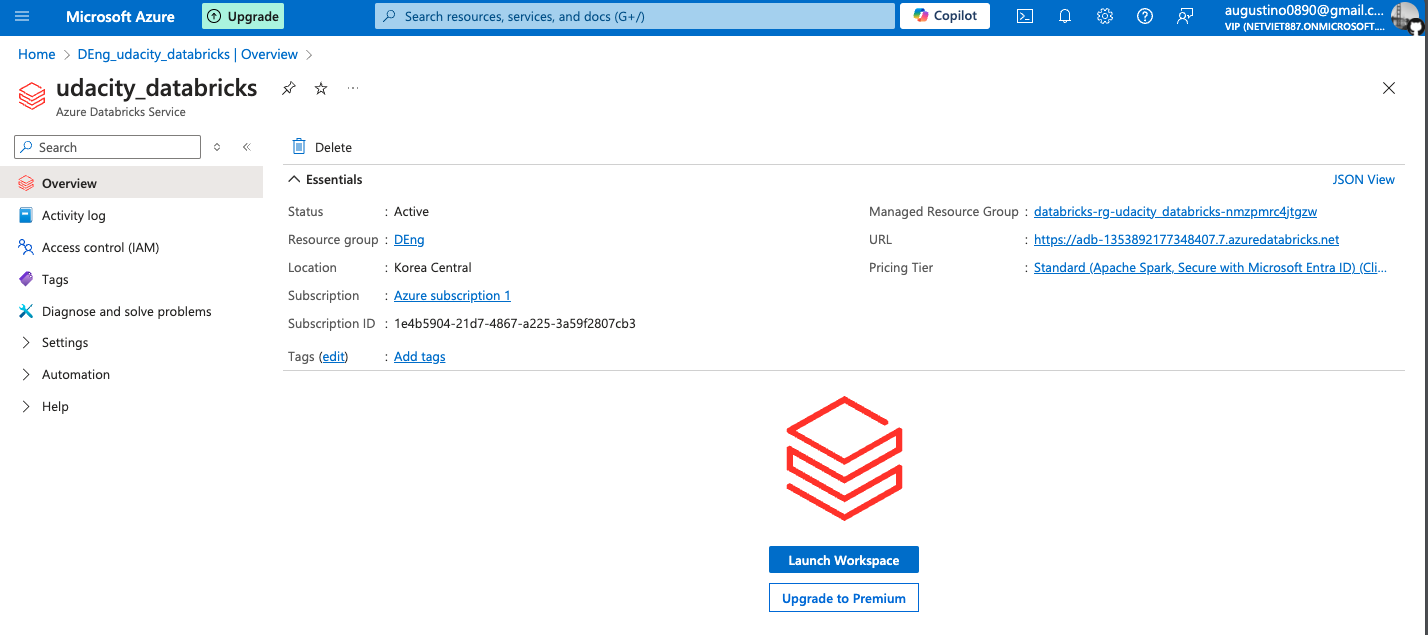 Microsoft Azure
Upgrade
Search resources, services, and docs (G+/)
Copilot
augustino0890@gmail.c...
VIP (NETVIET887.ONMICROSOFT....
Home > DEng_udacity_databricks | Overview >
udacity_databricks
Azure Databricks Service
Search
Overview
Activity log
Access control (IAM)
Tags
Diagnose and solve problems
Settings
Automation
Help
Delete
Essentials
JSON View
Status : Active
Resource group : DEng
Location : Korea Central
Subscription : Azure subscription 1
Subscription ID : 1e4b5904-21d7-4867-a225-3a59f2807cb3
Tags (edit) : Add tags
Managed Resource Group : databricks-rg-udacity_databricks-nmzpmrc4jtgzw
URL : https://adb-1353892177348407.7.azuredatabricks.net
Pricing Tier : Standard (Apache Spark, Secure with Microsoft Entra ID) (Cli...
Launch Workspace
Upgrade to Premium